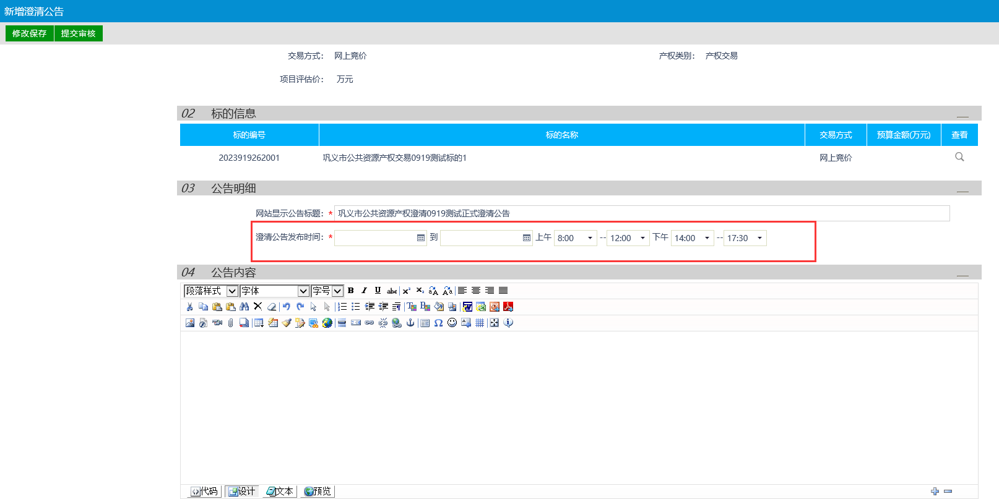 新增澄清公告
修改保存 提交审核
交易方式： 网上竞价 产权类别： 产权交易
项目评估价： 万元
02 标的信息
标的编号 标的名称 交易方式 预算金额(万元) 查看
2023919262001 巩义市公共资源产权交易0919测试标的1 网上竞价
03 公告明细
网站显示公告标题： * 巩义市公共资源产权澄清0919测试正式澄清公告
澄清公告发布时间： * 到 上午 8:00 -- 12:00 下午 14:00 -- 17:30
04 公告内容
段落样式 字体 字号 B I U abc
代码 设计 文本 预览